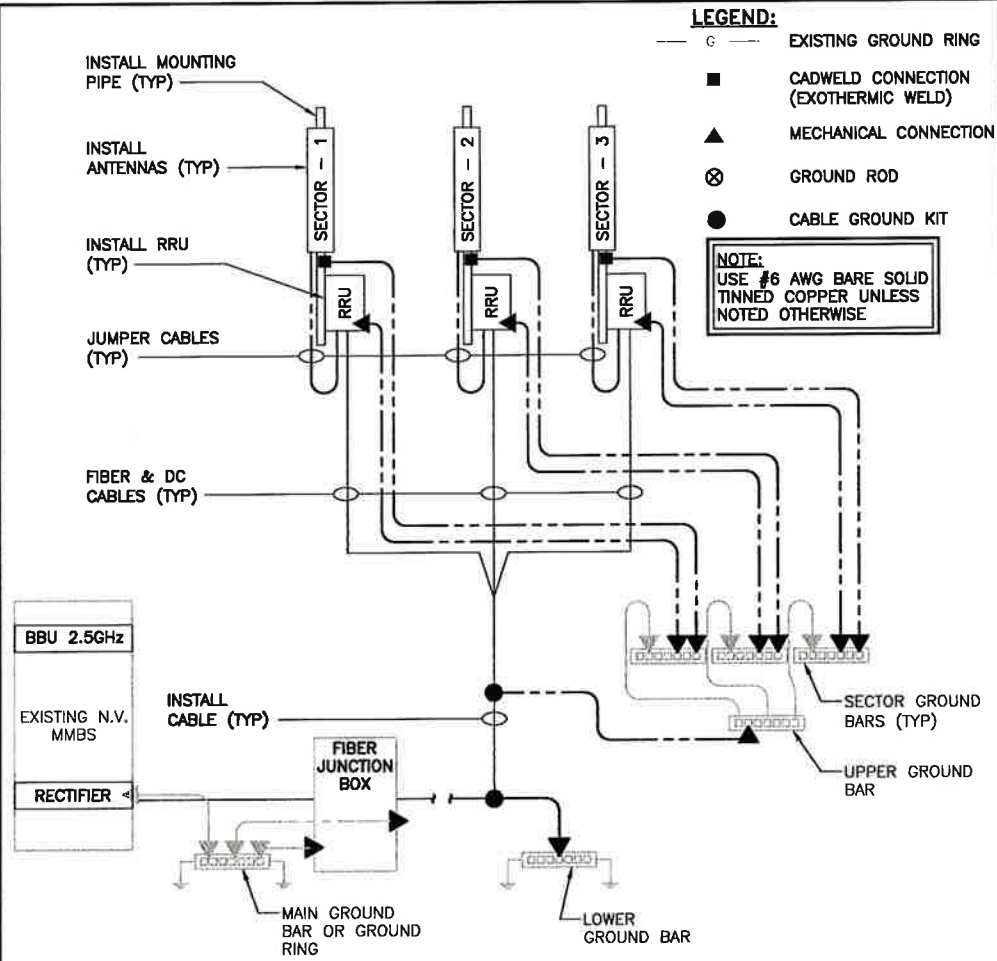 LEGEND:
G
EXISTING GROUND RING
CADWELD CONNECTION
(EXOTHERMIC WELD)
MECHANICAL CONNECTION
GROUND ROD
CABLE GROUND KIT
NOTE:
USE #6 AWG BARE SOLID
TINNED COPPER UNLESS
NOTED OTHERWISE
INSTALL MOUNTING
PIPE (TYP)
INSTALL
ANTENNAS (TYP)
INSTALL RRU
(TYP)
JUMPER CABLES
(TYP)
FIBER & DC
CABLES (TYP)
SECTOR - 1
SECTOR - 2
SECTOR - 3
RRU
RRU
RRU
BBU 2.5GHz
EXISTING N.V.
MMBS
RECTIFIER
INSTALL
CABLE (TYP)
FIBER
JUNCTION
BOX
SECTOR GROUND
BARS (TYP)
UPPER GROUND
BAR
MAIN GROUND
BAR OR GROUND
RING
LOWER
GROUND BAR